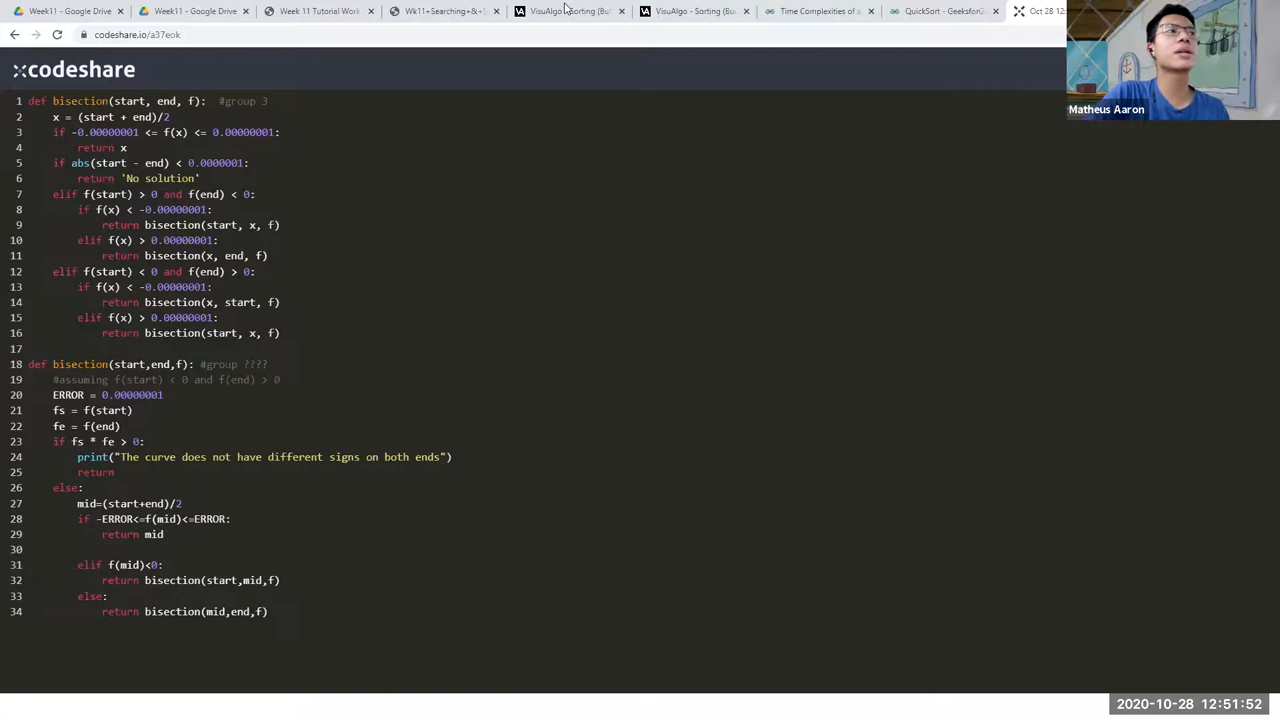 Week11 - Google Drive
Week11 - Google Drive
Week 11 Tutorial Work
Wk11+Searching+&+S
VisuAlgo - Sorting (Bub
VisuAlgo - Sorting (Bu
Time Complexities of a
QuickSort - GeeksforG
Oct 28 12:
codeshare.io/a37eok
codeshare
Matheus Aaron
1 def bisection(start, end, f):  #group 3
2 x = (start + end)/2
3 if -0.00000001 <= f(x) <= 0.00000001:
4 return x
5 if abs(start - end) < 0.0000001:
6 return 'No solution'
7 elif f(start) > 0 and f(end) < 0:
8 if f(x) < -0.00000001:
9 return bisection(start, x, f)
10 elif f(x) > 0.00000001:
11 return bisection(x, end, f)
12 elif f(start) < 0 and f(end) > 0:
13 if f(x) < -0.00000001:
14 return bisection(x, start, f)
15 elif f(x) > 0.00000001:
16 return bisection(start, x, f)
17
18 def bisection(start,end,f): #group ????
19 #assuming f(start) < 0 and f(end) > 0
20 ERROR = 0.00000001
21 fs = f(start)
22 fe = f(end)
23 if fs * fe > 0:
24 print("The curve does not have different signs on both ends")
25 return
26 else:
27 mid=(start+end)/2
28 if -ERROR<=f(mid)<=ERROR:
29 return mid
30
31 elif f(mid)<0:
32 return bisection(start,mid,f)
33 else:
34 return bisection(mid,end,f)
2020-10-28 12:51:52